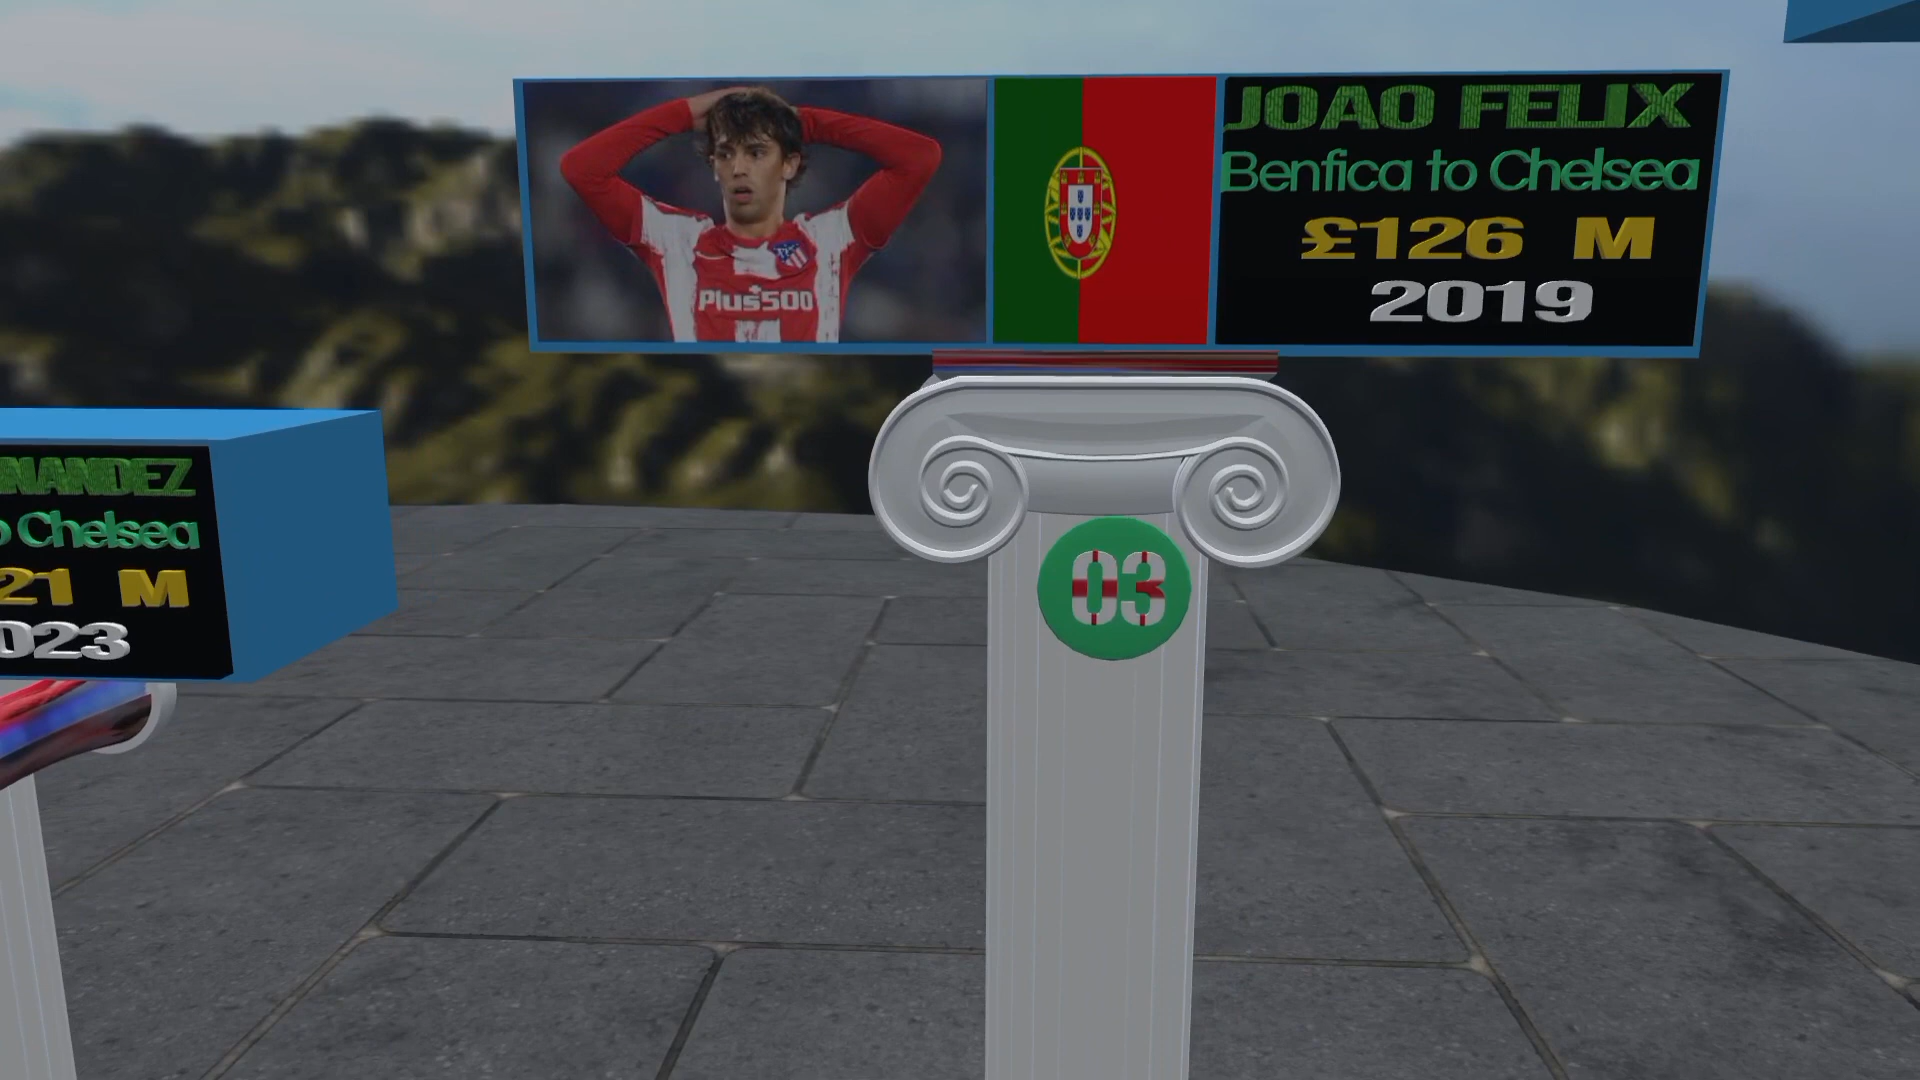 JOAO FELIX
Benfica to Chelsea
£126 M
2019
Plus500
03
NANDEZ
o Chelsea
21 M
023